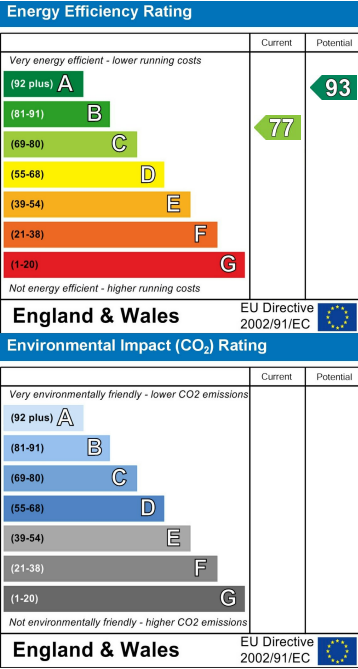 Energy Efficiency Rating
Current Potential
Very energy efficient - lower running costs
(92 plus) A
93
(81-91) B
77
(69-80) C
(55-68) D
(39-54) E
(21-38) F
(1-20) G
Not energy efficient - higher running costs
England & Wales
EU Directive
2002/91/EC
Environmental Impact (CO₂) Rating
Current Potential
Very environmentally friendly - lower CO2 emissions
(92 plus) A
(81-91) B
(69-80) C
(55-68) D
(39-54) E
(21-38) F
(1-20) G
Not environmentally friendly - higher CO2 emissions
England & Wales
EU Directive
2002/91/EC